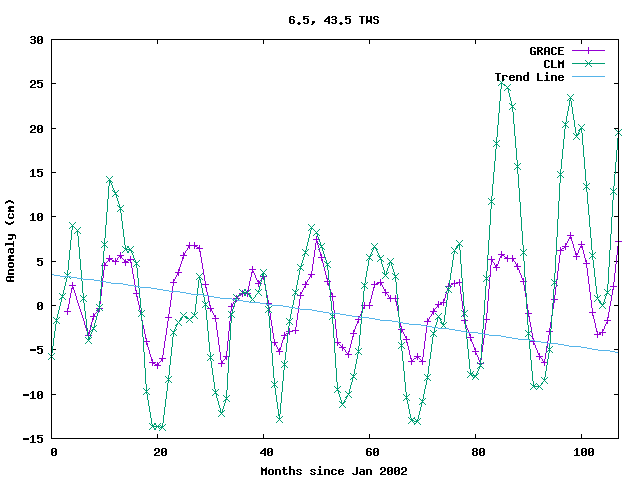 6.5, 43.5 TWS
GRACE
CLM
Trend Line
Anomaly (cm)
30
25
20
15
10
5
0
-5
-10
-15
0 20 40 60 80 100
Months since Jan 2002